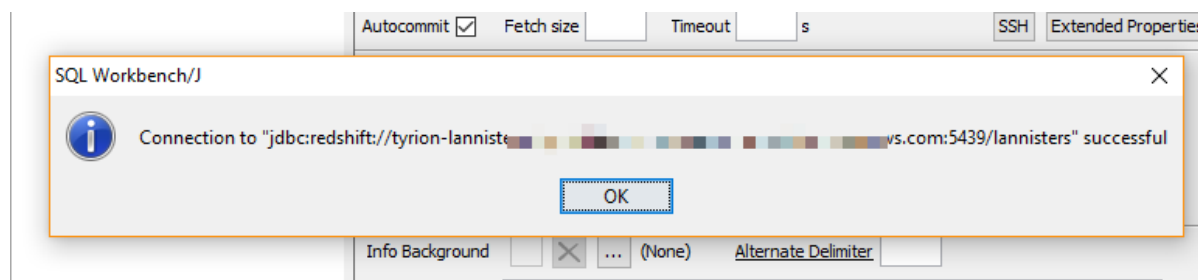 Autocommit Fetch size Timeout s SSH Extended Properties
SQL Workbench/J
Connection to "jdbc:redshift://tyrion-lanniste vs.com:5439/lannisters" successful
OK
Info Background ... (None) Alternate Delimiter